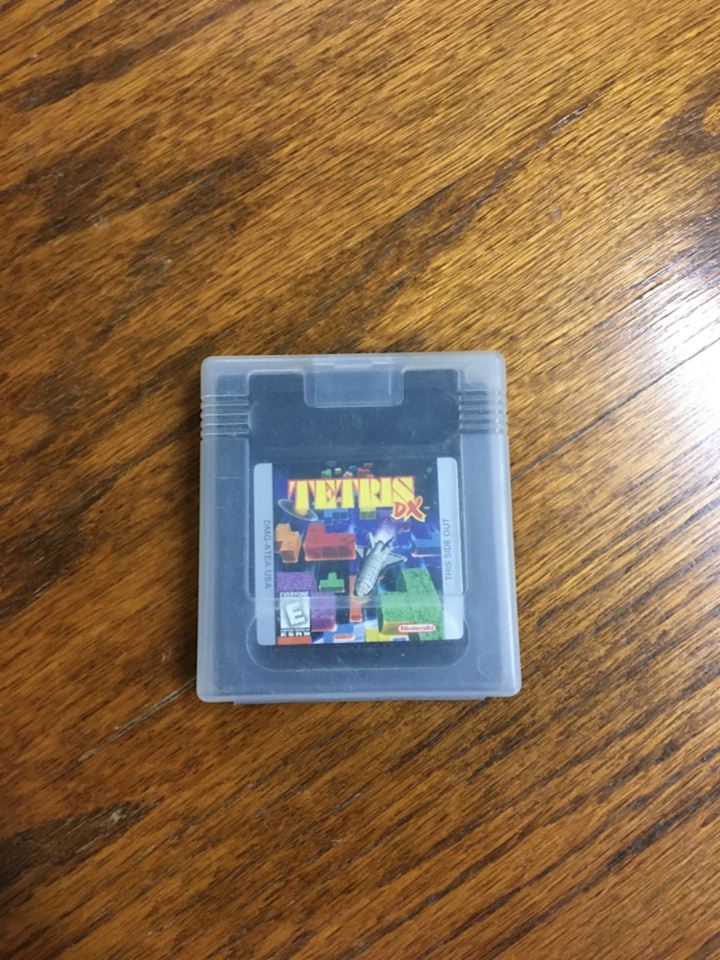 TETRIS
DX
DMG-ATEA-USA
THIS SIDE OUT
EVERYONE
E
ESRB
Nintendo